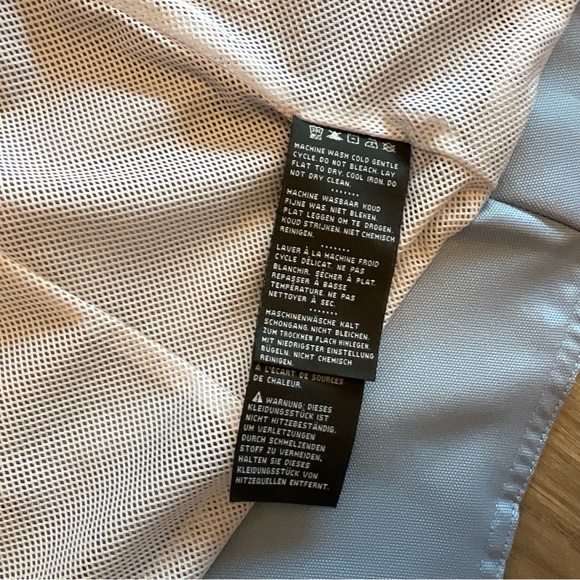 MACHINE WASH COLD GENTLE
CYCLE. DO NOT BLEACH. LAY
FLAT TO DRY. COOL IRON. DO
NOT DRY CLEAN.
MACHINE WASBAAR KOUD
FIJNE WAS. NIET BLEKEN.
PLAT LEGGEN OM TE DROGEN.
KOUD STRIJKEN. NIET CHEMISCH
REINIGEN.
LAVER À LA MACHINE FROID
CYCLE DÉLICAT. NE PAS
BLANCHIR. SÉCHER À PLAT.
REPASSER À BASSE
TEMPÉRATURE. NE PAS
NETTOYER À SEC.
MASCHINENWÄSCHE KALT
SCHONGANG. NICHT BLEICHEN.
ZUM TROCKNEN FLACH HINLEGEN.
MIT NIEDRIGSTER EINSTELLUNG
BÜGELN. NICHT CHEMISCH
REINIGEN.
À L'ÉCART DE SOURCES
DE CHALEUR.
WARNUNG: DIESES
KLEIDUNGSSTÜCK IST
NICHT HITZEBESTÄNDIG.
UM VERLETZUNGEN
DURCH SCHMELZENDEN
STOFF ZU VERMEIDEN,
HALTEN SIE DIESES
KLEIDUNGSSTÜCK VON
HITZEQUELLEN ENTFERNT.